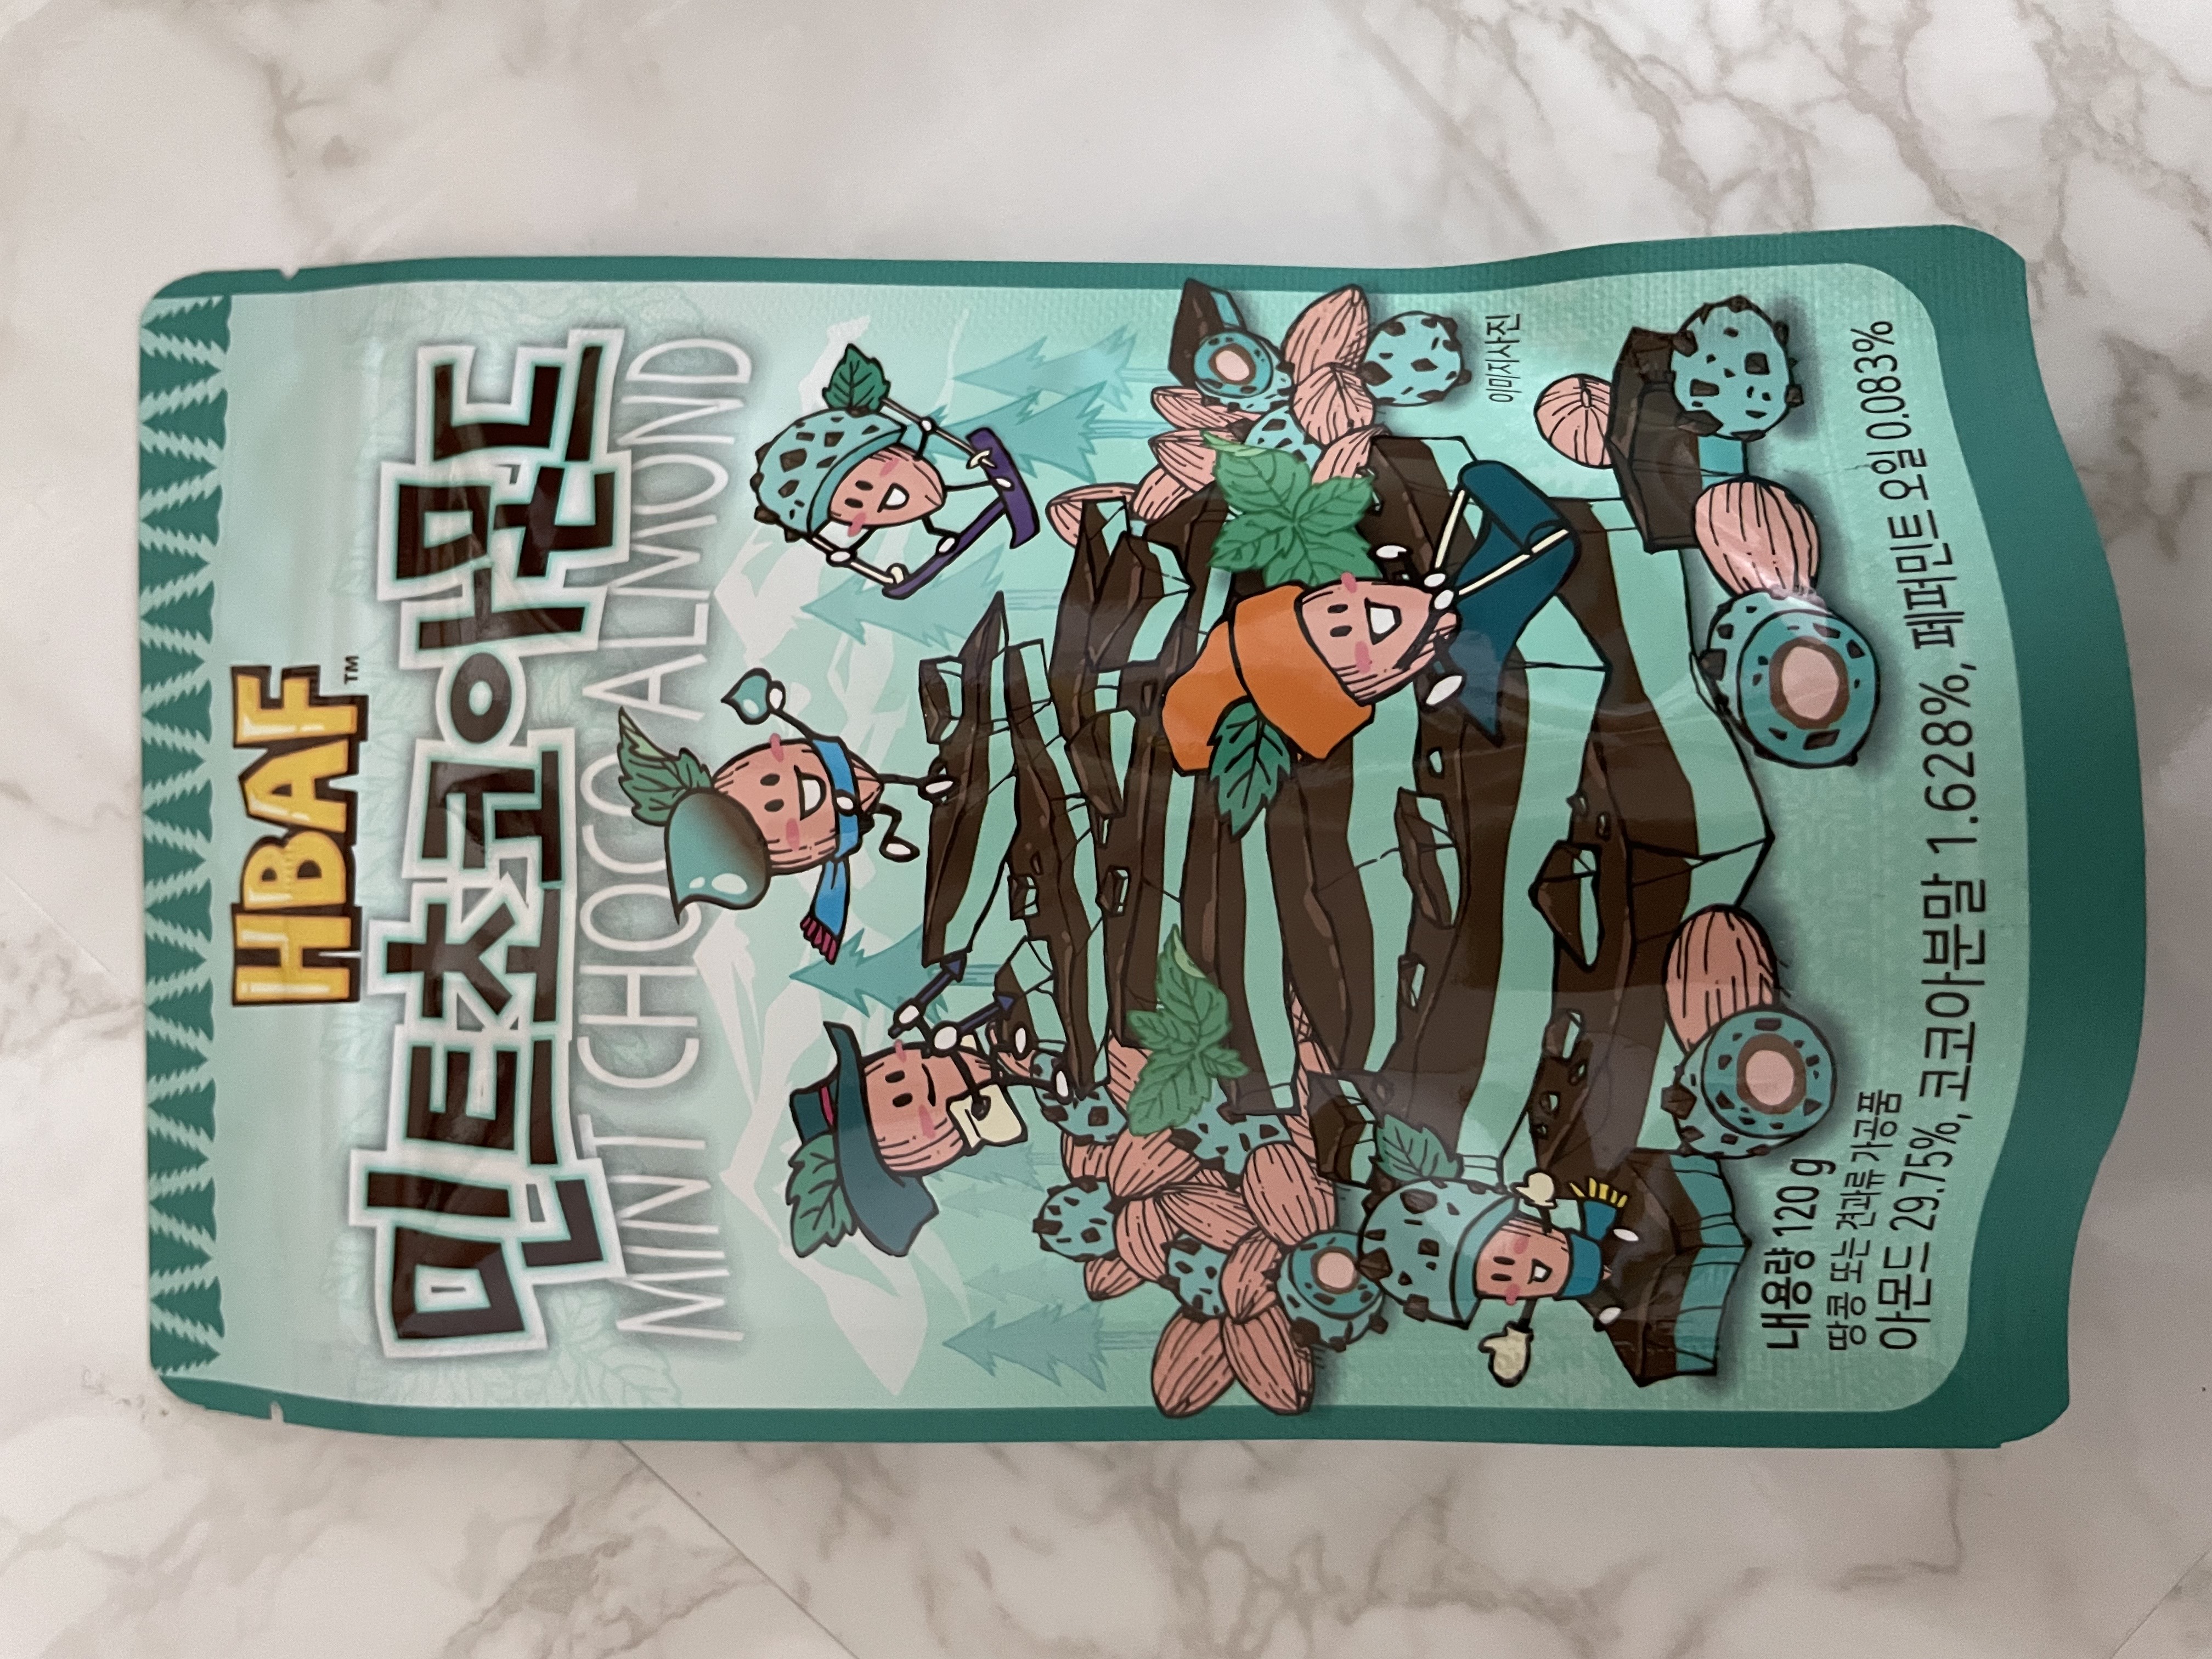 HBAF™
민트초코아몬드
MINT CHOCO ALMOND
이미지사진
내용량 120 g
땅콩 또는 견과류 가공품
아몬드 29.75%, 코코아분말 1.628%, 페퍼민트 오일 0.083%